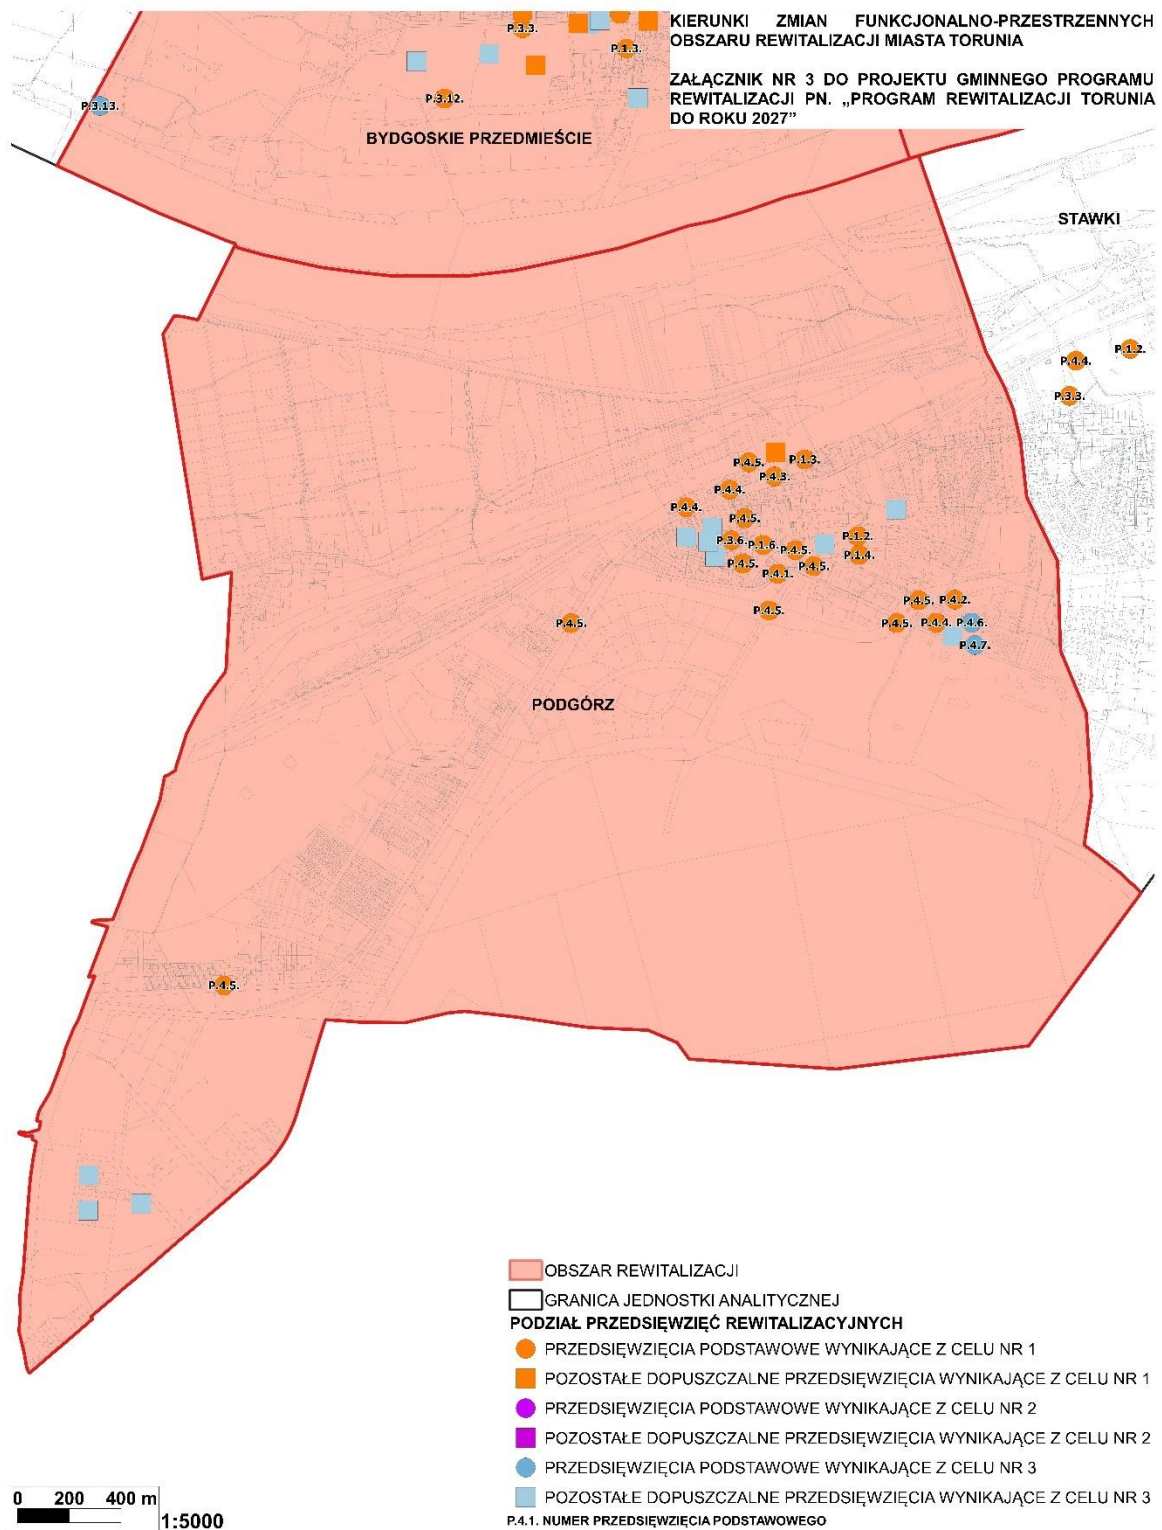 KIERUNKI ZMIAN FUNKCJONALNO-PRZESTRZENNYCH
OBSZARU REWITALIZACJI MIASTA TORUNIA
ZAŁĄCZNIK NR 3 DO PROJEKTU GMINNEGO PROGRAMU
REWITALIZACJI PN. „PROGRAM REWITALIZACJI TORUNIA
DO ROKU 2027”
P.3.3.
P.1.3.
P.3.12.
P.3.13.
BYDGOSKIE PRZEDMIEŚCIE
STAWKI
P.1.2.
P.4.4.
P.3.3.
P.4.5.
P.1.3.
P.4.3.
P.4.4.
P.4.4.
P.4.5.
P.1.2.
P.3.6.
P.1.6.
P.4.5.
P.1.4.
P.4.5.
P.4.5.
P.4.1.
P.4.5.
P.4.2.
P.4.5.
P.4.5.
P.4.5.
P.4.4.
P.4.6.
P.4.7.
PODGÓRZ
P.4.5.
OBSZAR REWITALIZACJI
GRANICA JEDNOSTKI ANALITYCZNEJ
PODZIAŁ PRZEDSIĘWZIĘĆ REWITALIZACYJNYCH
PRZEDSIĘWZIĘCIA PODSTAWOWE WYNIKAJĄCE Z CELU NR 1
POZOSTAŁE DOPUSZCZALNE PRZEDSIĘWZIĘCIA WYNIKAJĄCE Z CELU NR 1
PRZEDSIĘWZIĘCIA PODSTAWOWE WYNIKAJĄCE Z CELU NR 2
POZOSTAŁE DOPUSZCZALNE PRZEDSIĘWZIĘCIA WYNIKAJĄCE Z CELU NR 2
PRZEDSIĘWZIĘCIA PODSTAWOWE WYNIKAJĄCE Z CELU NR 3
POZOSTAŁE DOPUSZCZALNE PRZEDSIĘWZIĘCIA WYNIKAJĄCE Z CELU NR 3
P.4.1. NUMER PRZEDSIĘWZIĘCIA PODSTAWOWEGO
0 200 400 m
1:5000